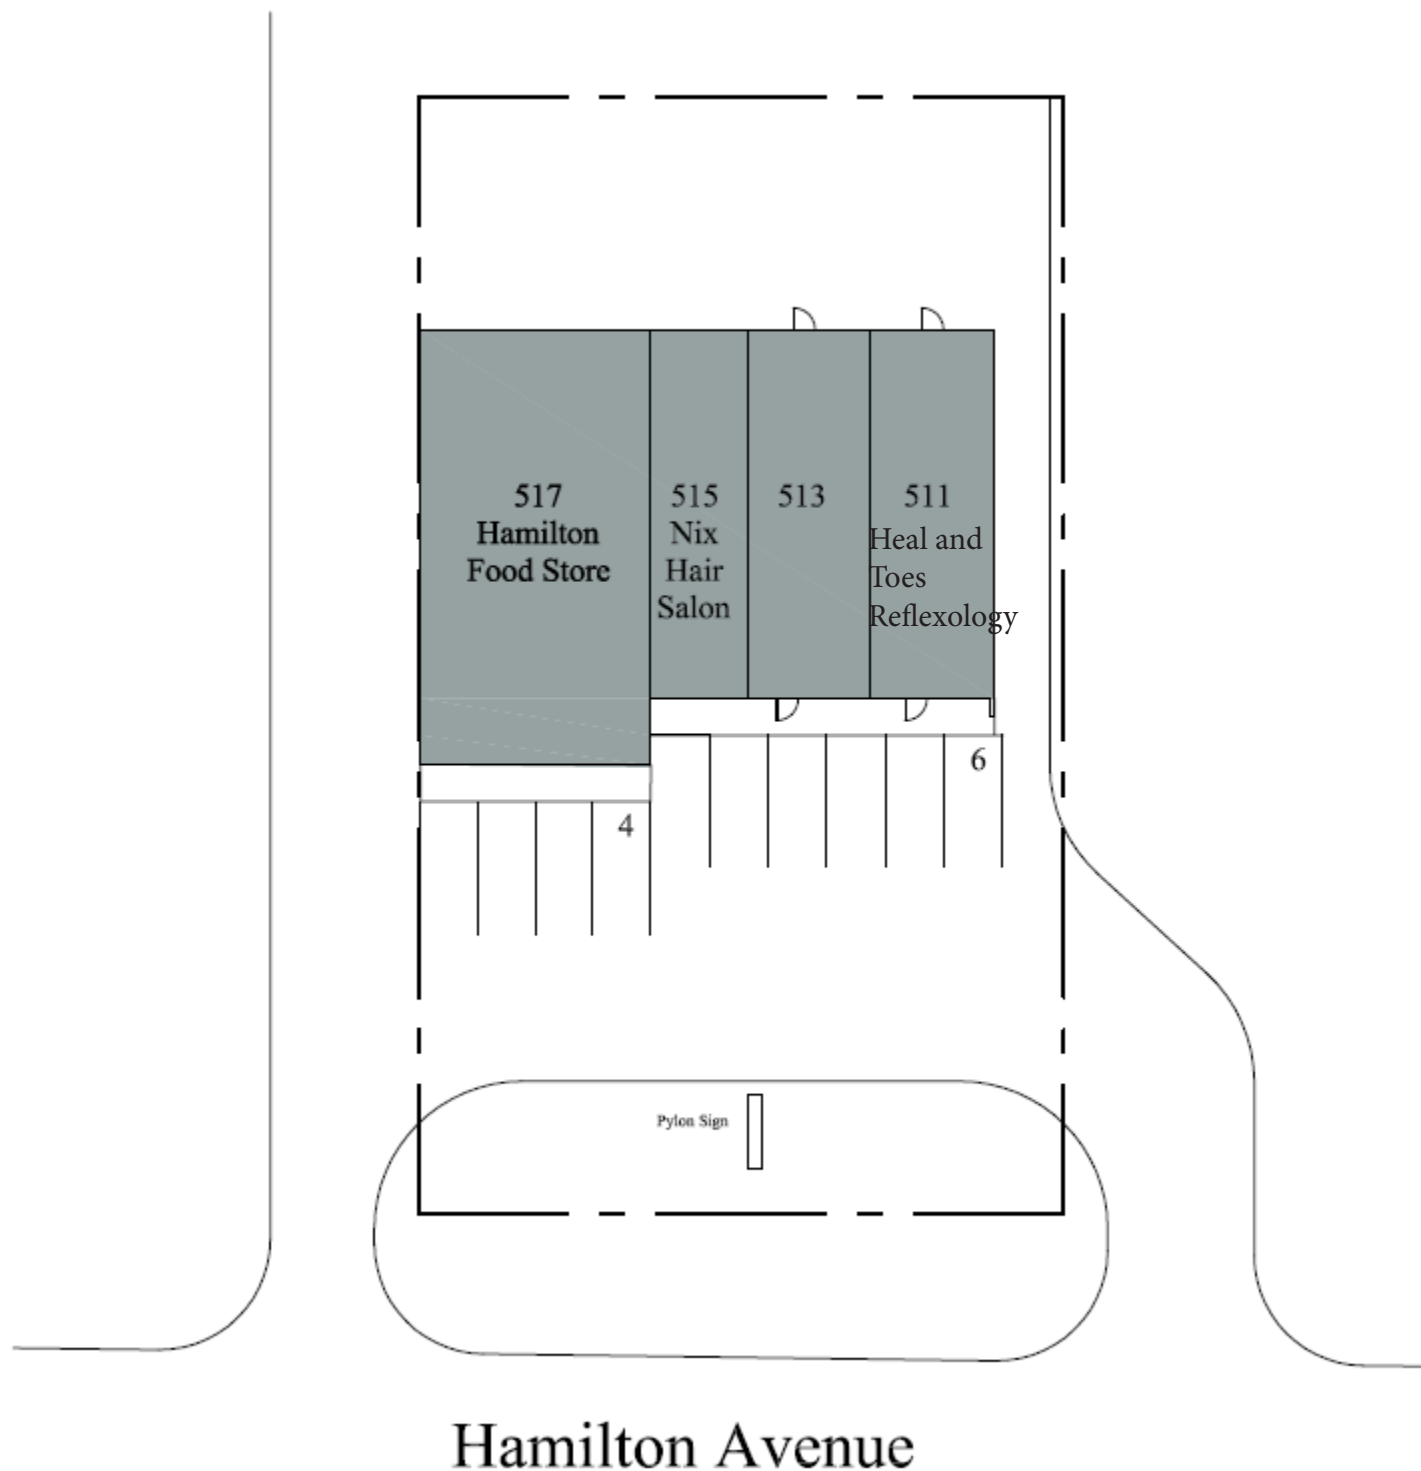 517
Hamilton
Food Store
515
Nix
Hair
Salon
513
511
Heal and
Toes
Reflexology
6
4
Pylon Sign
Hamilton Avenue